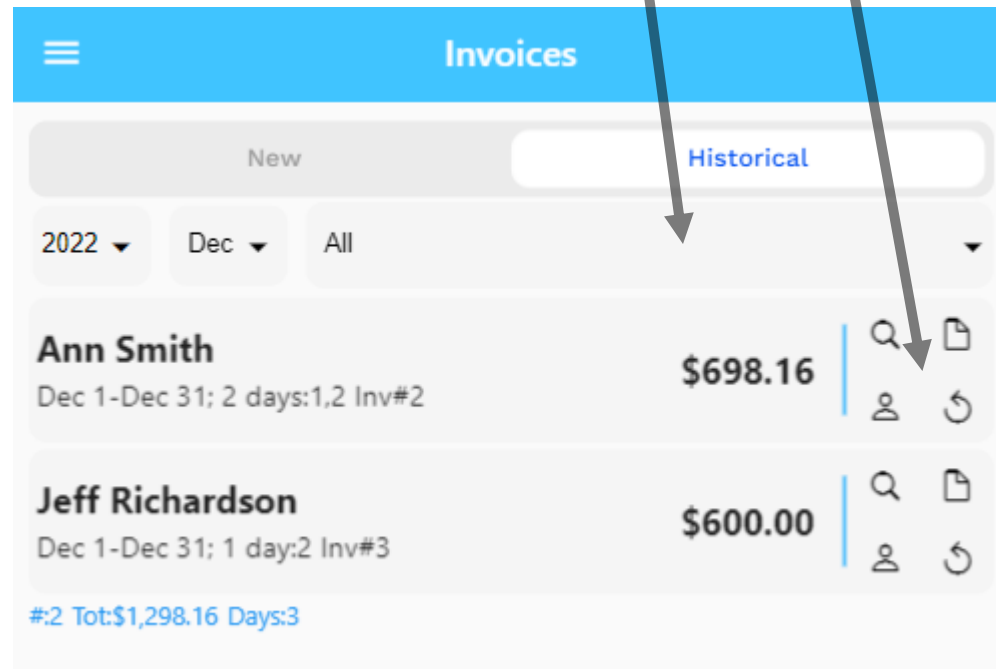 Invoices
New Historical
2022 Dec All
Ann Smith
$698.16
Dec 1-Dec 31; 2 days:1,2 Inv#2
Jeff Richardson
$600.00
Dec 1-Dec 31; 1 day:2 Inv#3
#:2 Tot:$1,298.16 Days:3